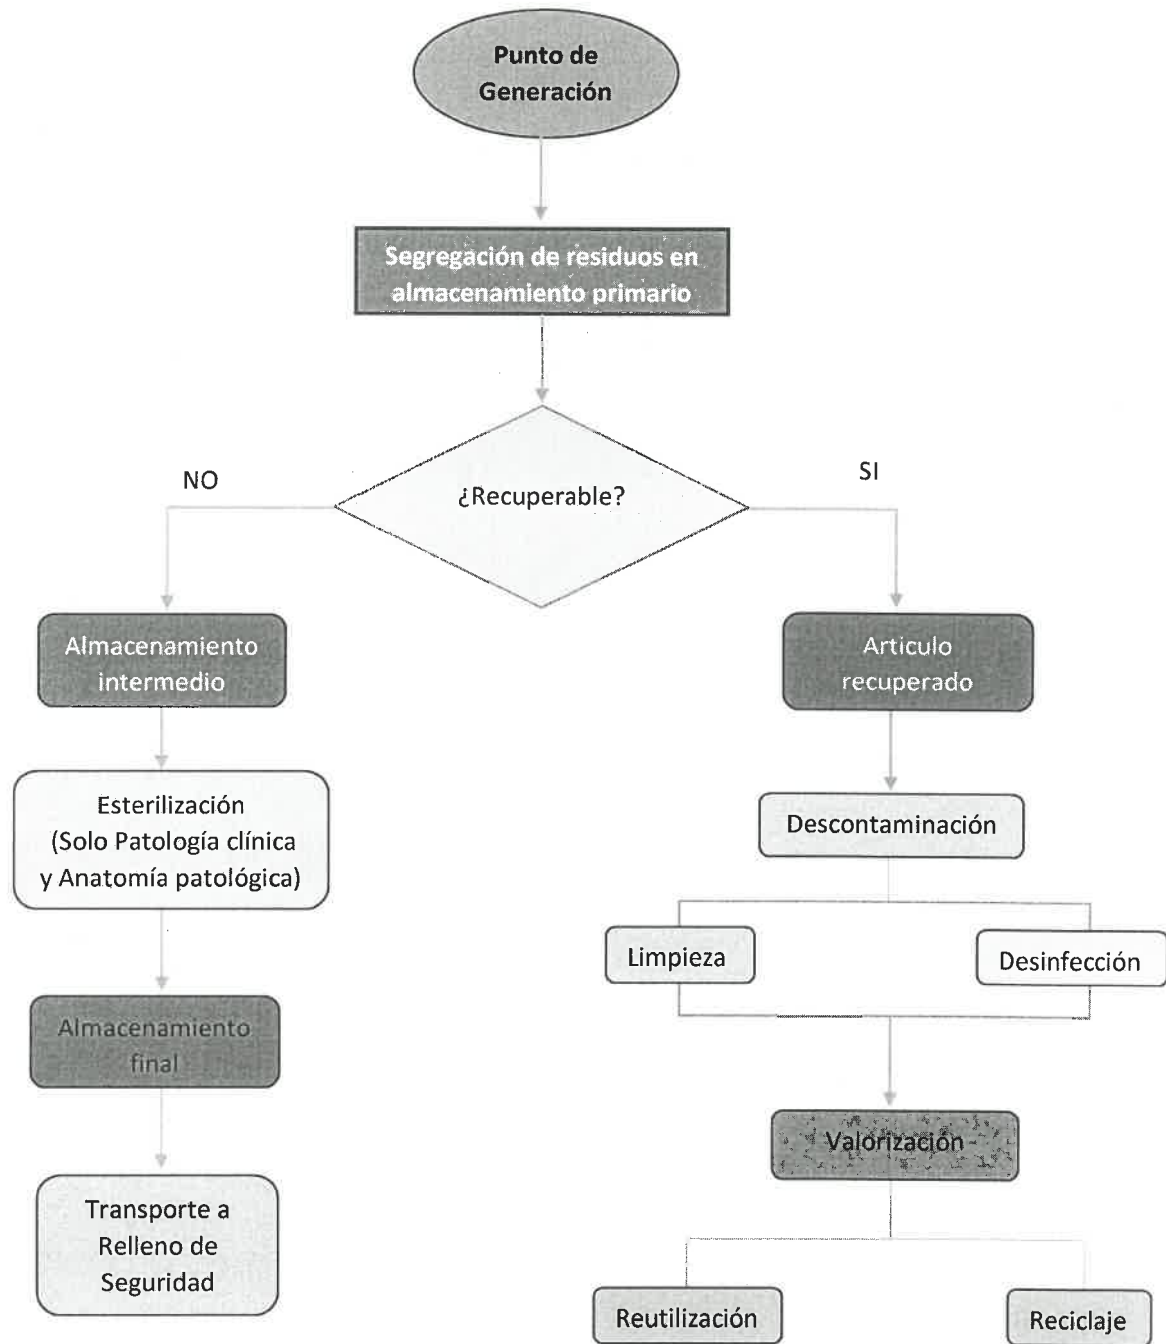 Punto de
Generación
Segregación de residuos en
almacenamiento primario
¿Recuperable?
NO
SI
Almacenamiento
intermedio
Articulo
recuperado
Esterilización
(Solo Patología clínica
y Anatomía patológica)
Descontaminación
Limpieza
Desinfección
Almacenamiento
final
Valorización
Transporte a
Relleno de
Seguridad
Reutilización
Reciclaje